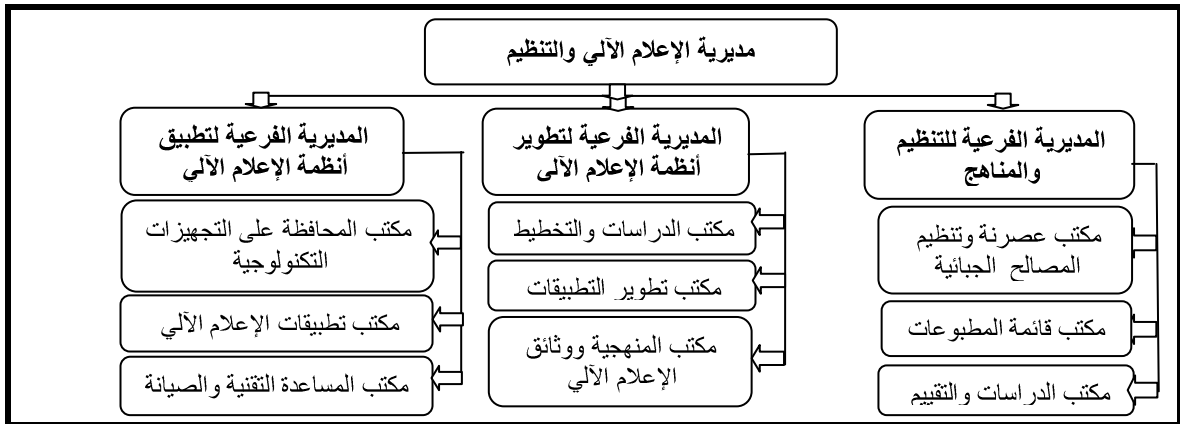 مديرية الإعلام الآلي والتنظيم
المديرية الفرعية للتنظيم
والمناهج
مكتب عصرنة وتنظيم
المصالح الجبائية
مكتب قائمة المطبوعات
مكتب الدراسات والتقييم
المديرية الفرعية لتطوير
أنظمة الإعلام الآلي
مكتب الدراسات والتخطيط
مكتب تطوير التطبيقات
مكتب المنهجية ووثائق
الإعلام الآلي
المديرية الفرعية لتطبيق
أنظمة الإعلام الآلي
مكتب المحافظة على التجهيزات
التكنولوجية
مكتب تطبيقات الإعلام الآلي
مكتب المساعدة التقنية والصيانة